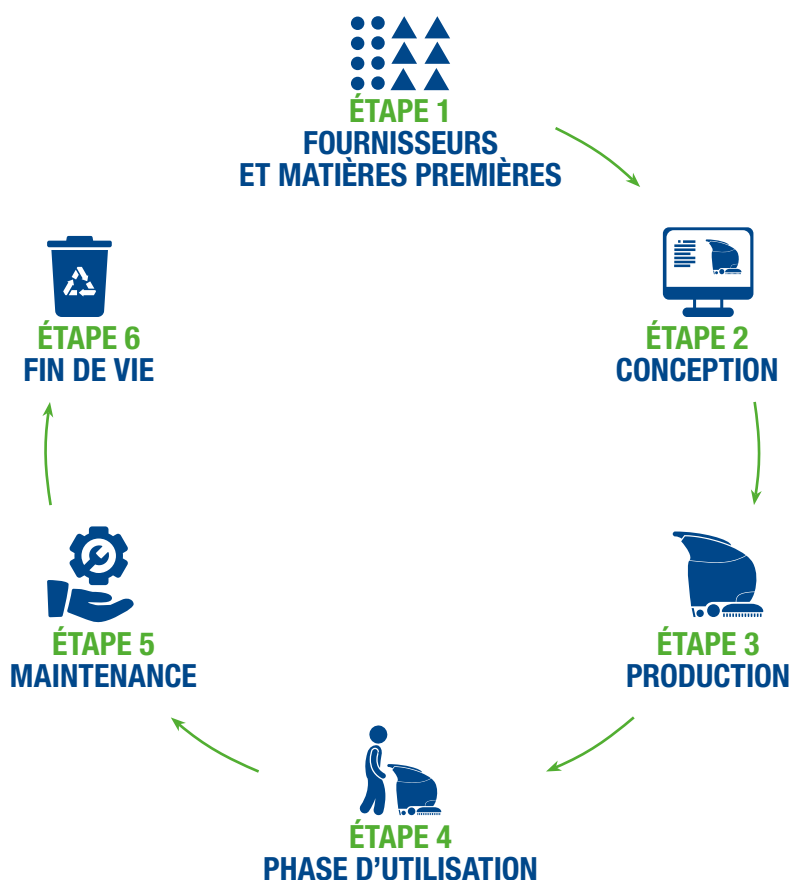 ÉTAPE 1
FOURNISSEURS
ET MATIÈRES PREMIÈRES
ÉTAPE 2
CONCEPTION
ÉTAPE 3
PRODUCTION
ÉTAPE 4
PHASE D'UTILISATION
ÉTAPE 5
MAINTENANCE
ÉTAPE 6
FIN DE VIE